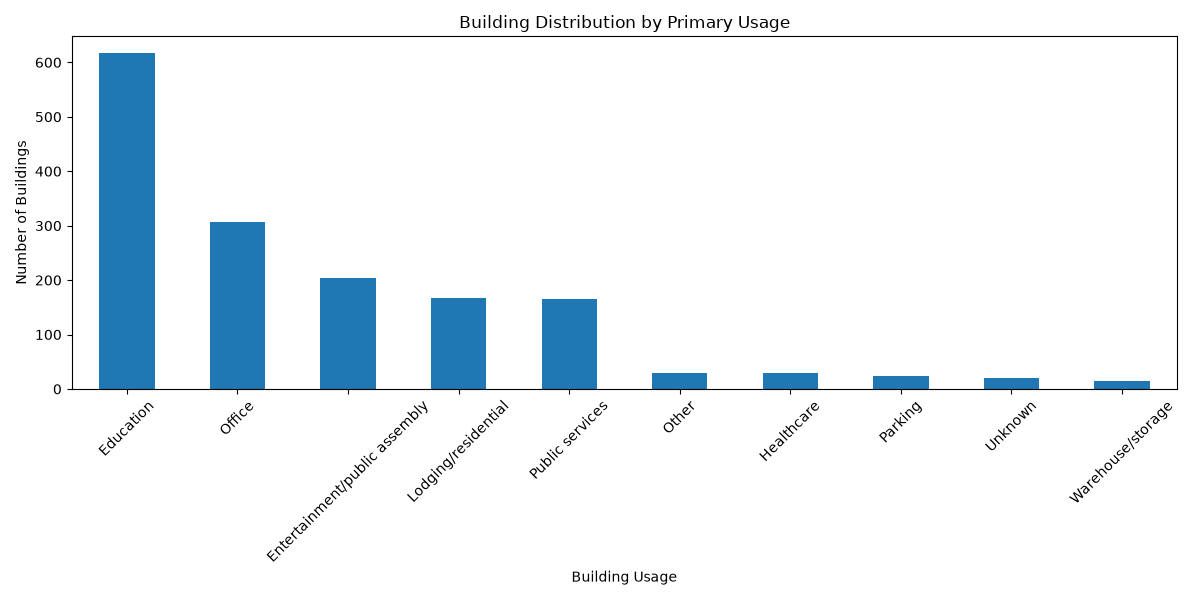 Building Distribution by Primary Usage
Number of Buildings
600
500
400
300
200
100
0
Education
Office
Entertainment/public assembly
Lodging/residential
Public services
Other
Healthcare
Parking
Unknown
Warehouse/storage
Building Usage